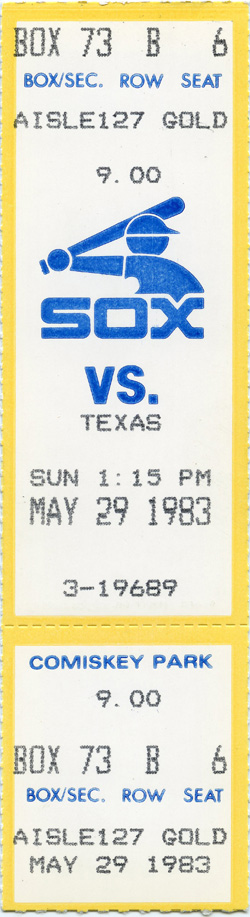 BOX 73 B 6
BOX/SEC. ROW SEAT
AISLE127 GOLD
9.00
SOX
VS.
TEXAS
SUN 1:15 PM
MAY 29 1983
3-19689
COMISKEY PARK
9.00
BOX 73 B 6
BOX/SEC. ROW SEAT
AISLE127 GOLD
MAY 29 1983